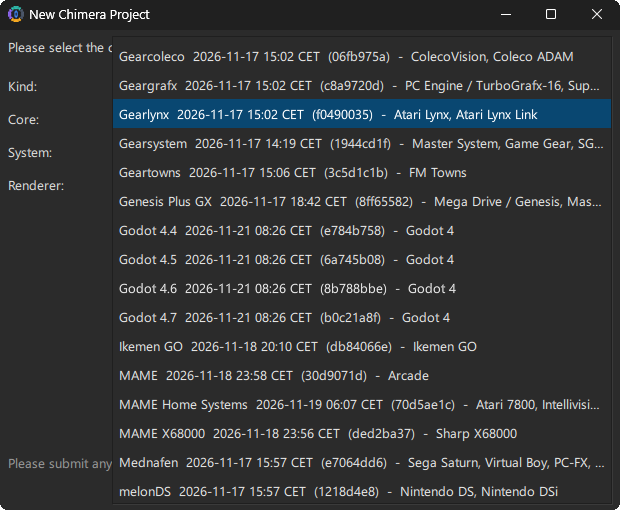 New Chimera Project
Please select the c
Kind:
Core:
System:
Renderer:
Gearcoleco 2026-11-17 15:02 CET (06fb975a) - ColecoVision, Coleco ADAM
Geargrafx 2026-11-17 15:02 CET (c8a9720d) - PC Engine / TurboGrafx-16, Sup...
Gearlynx 2026-11-17 15:02 CET (f0490035) - Atari Lynx, Atari Lynx Link
Gearsystem 2026-11-17 14:19 CET (1944cd1f) - Master System, Game Gear, SG...
Geartowns 2026-11-17 15:06 CET (3c5d1c1b) - FM Towns
Genesis Plus GX 2026-11-17 18:42 CET (8ff65582) - Mega Drive / Genesis, Mas...
Godot 4.4 2026-11-21 08:26 CET (e784b758) - Godot 4
Godot 4.5 2026-11-21 08:26 CET (6a745b08) - Godot 4
Godot 4.6 2026-11-21 08:26 CET (8b788bbe) - Godot 4
Godot 4.7 2026-11-21 08:26 CET (b0c21a8f) - Godot 4
Ikemen GO 2026-11-18 20:10 CET (db84066e) - Ikemen GO
MAME 2026-11-18 23:58 CET (30d9071d) - Arcade
MAME Home Systems 2026-11-19 06:07 CET (70d5ae1c) - Atari 7800, Intellivisi...
MAME X68000 2026-11-18 23:56 CET (ded2ba37) - Sharp X68000
Mednafen 2026-11-17 15:57 CET (e7064dd6) - Sega Saturn, Virtual Boy, PC-FX, ...
melonDS 2026-11-17 15:57 CET (1218d4e8) - Nintendo DS, Nintendo DSi
Please submit any